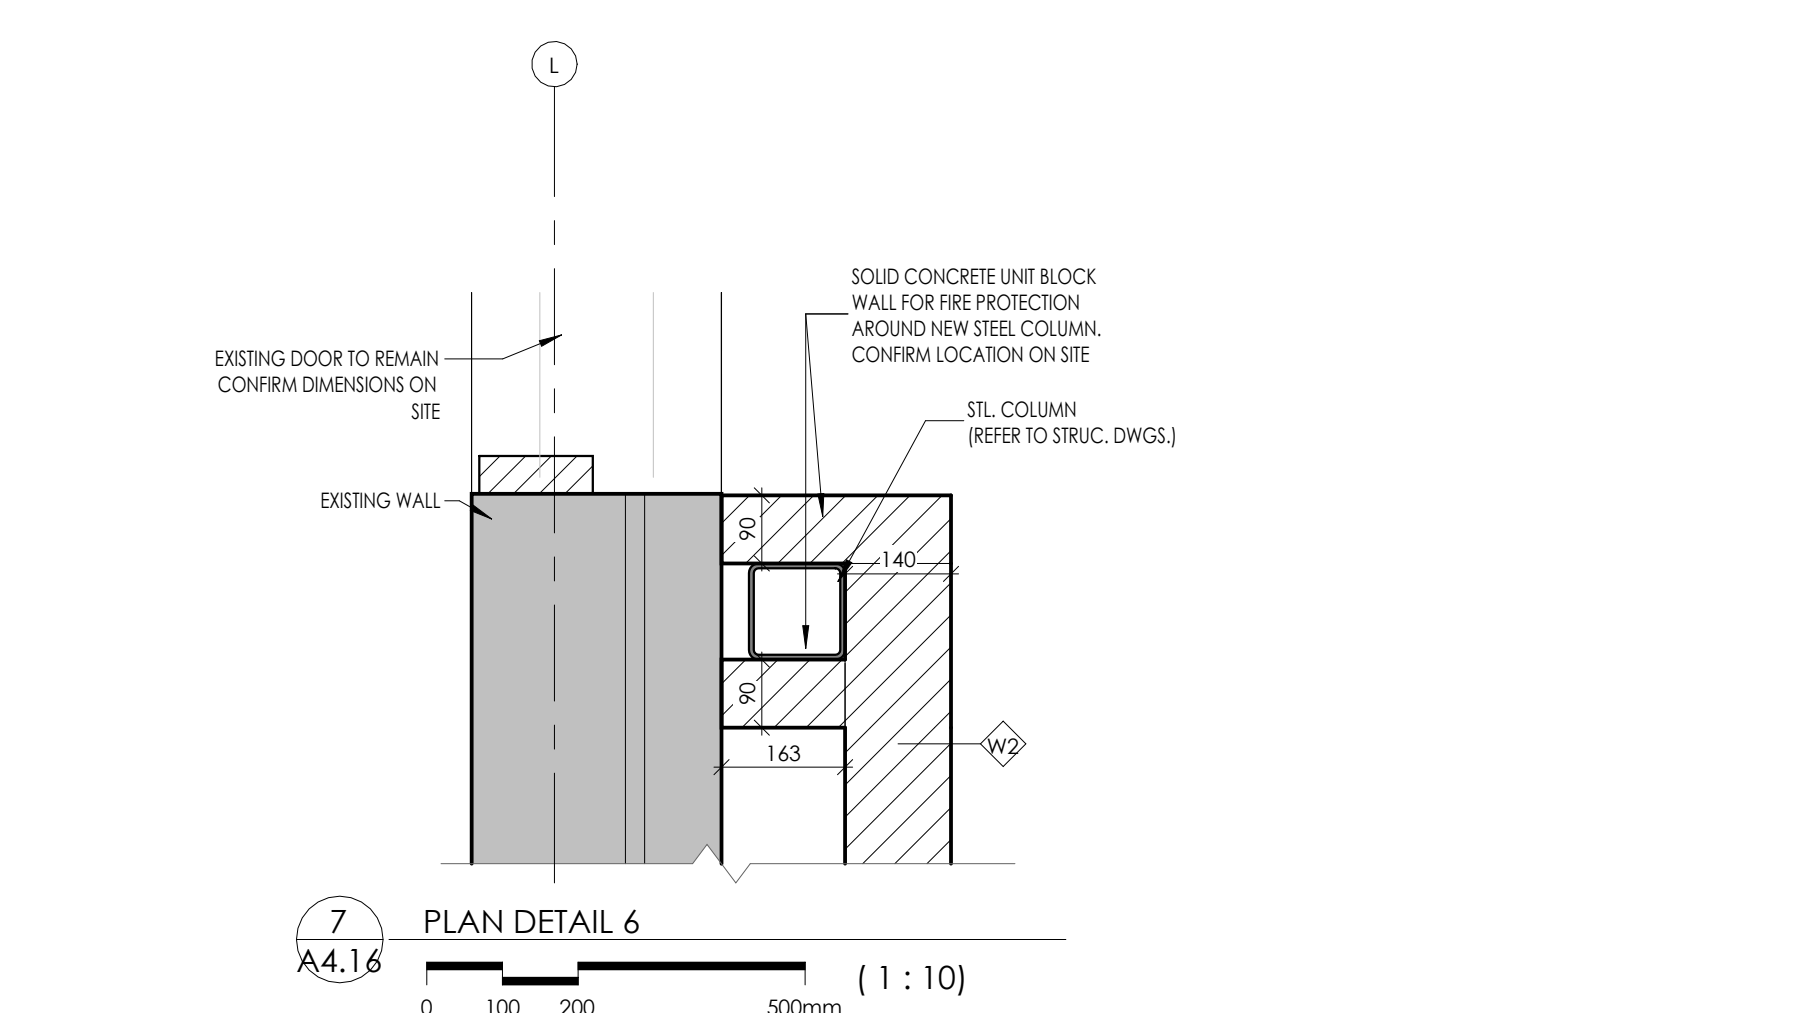 L
SOLID CONCRETE UNIT BLOCK
WALL FOR FIRE PROTECTION
AROUND NEW STEEL COLUMN.
CONFIRM LOCATION ON SITE
EXISTING DOOR TO REMAIN
CONFIRM DIMENSIONS ON
SITE
STL. COLUMN
(REFER TO STRUC. DWGS.)
EXISTING WALL
90
140
90
163
W2
7
A4.16
PLAN DETAIL 6
( 1 : 10)
0 100 200 500mm